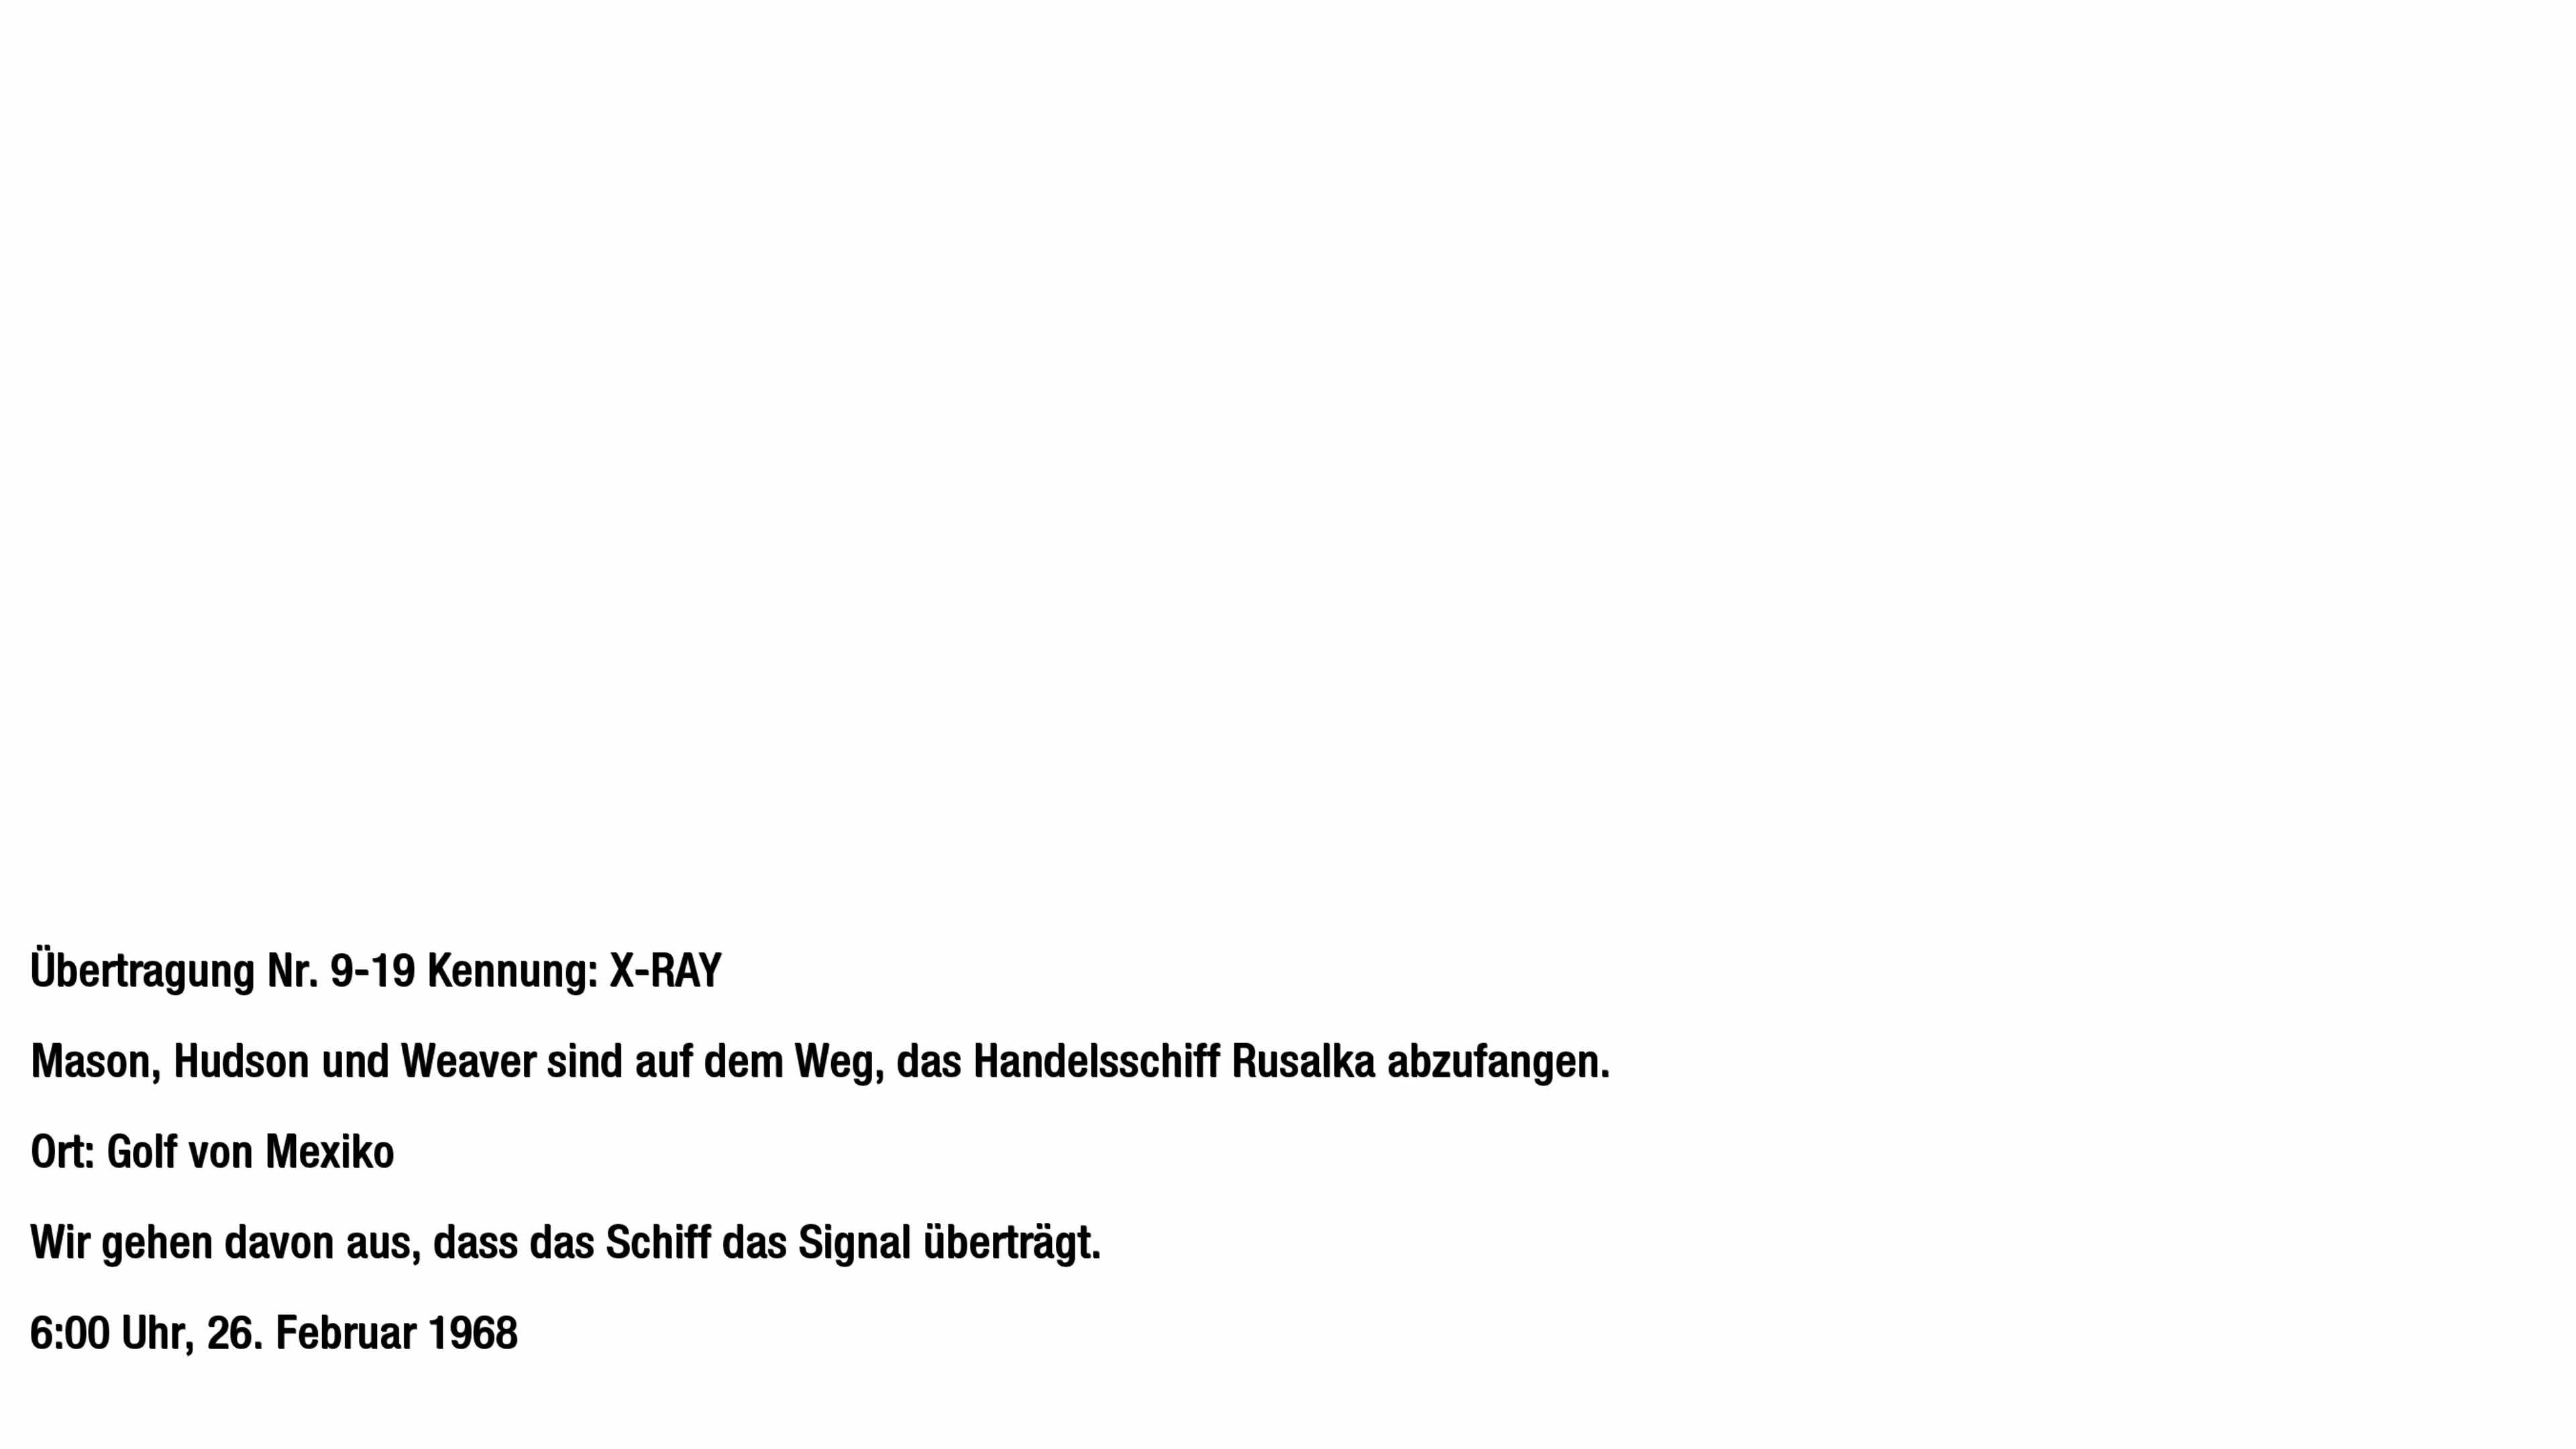 Übertragung Nr. 9-19 Kennung: X-RAY
Mason, Hudson und Weaver sind auf dem Weg, das Handelsschiff Rusalka abzufangen.
Ort: Golf von Mexiko
Wir gehen davon aus, dass das Schiff das Signal überträgt.
6:00 Uhr, 26. Februar 1968